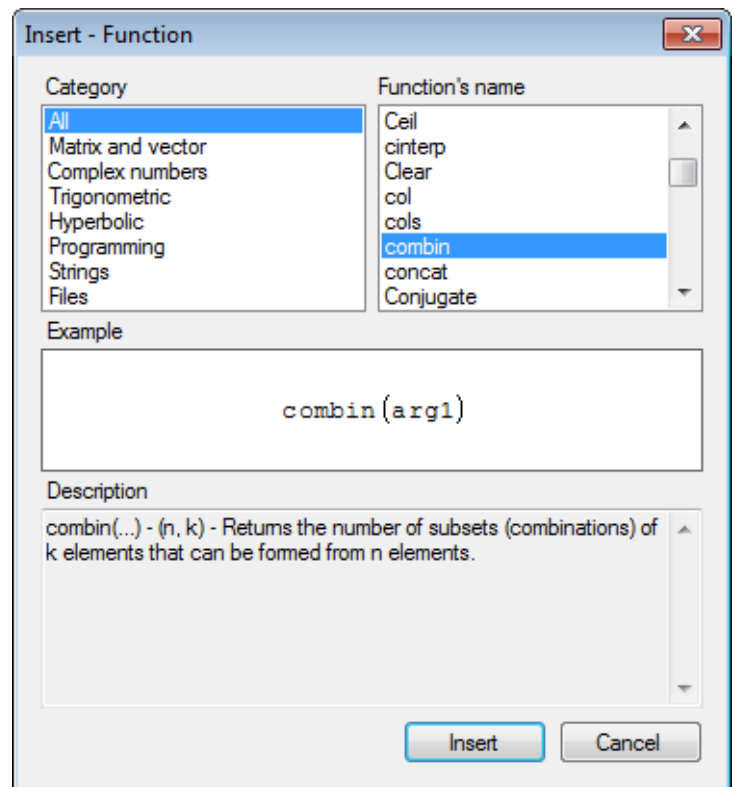 Insert - Function
Category
All
Matrix and vector
Complex numbers
Trigonometric
Hyperbolic
Programming
Strings
Files
Function's name
Ceil
cinterp
Clear
col
cols
combin
concat
Conjugate
Example
combin(arg1)
Description
combin(...) - (n, k) - Returns the number of subsets (combinations) of
k elements that can be formed from n elements.
Insert
Cancel